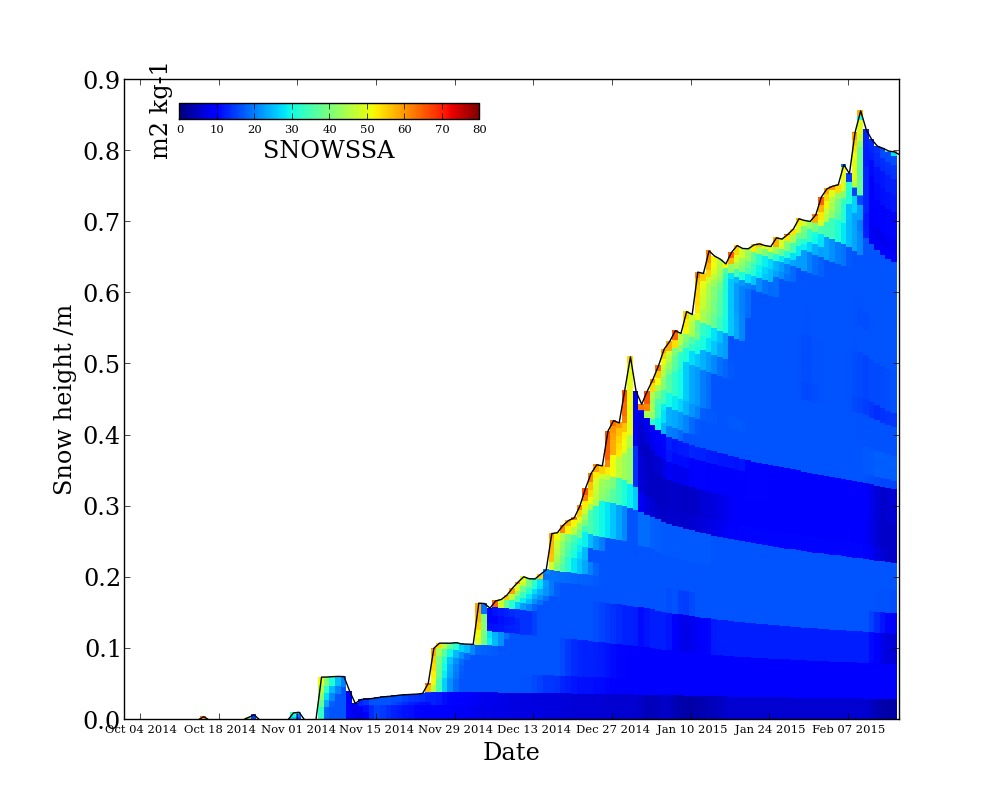 0.9
0.8
0.7
0.6
0.5
0.4
0.3
0.2
0.1
0.0
Snow height /m
m2 kg-1
0 10 20 30 40 50 60 70 80
SNOWSSA
Oct 04 2014 Oct 18 2014 Nov 01 2014 Nov 15 2014 Nov 29 2014 Dec 13 2014 Dec 27 2014 Jan 10 2015 Jan 24 2015 Feb 07 2015
Date